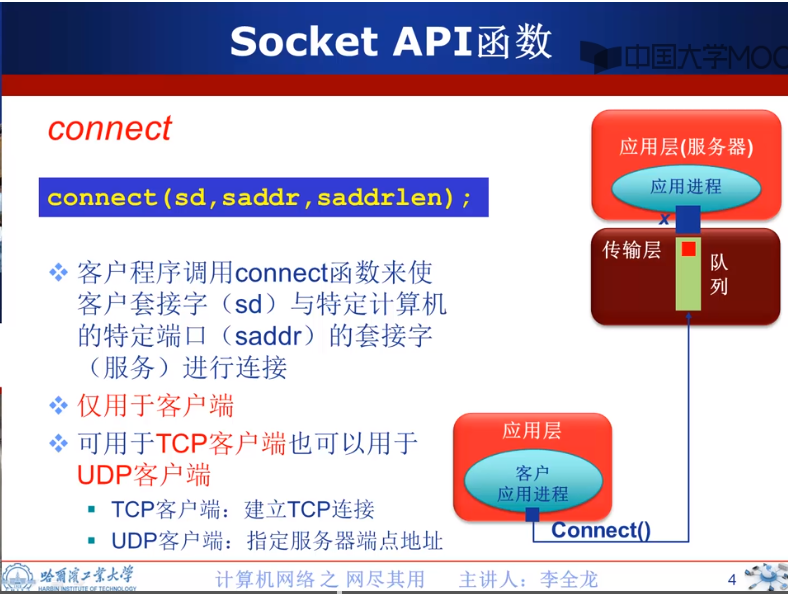 Socket API函数
中国大学MOO
connect
connect(sd,saddr,saddrlen);
客户程序调用connect函数来使
客户套接字（sd）与特定计算机
的特定端口（saddr）的套接字
（服务）进行连接
仅用于客户端
可用于TCP客户端也可以用于
UDP客户端
TCP客户端：建立TCP连接
UDP客户端：指定服务器端点地址
应用层(服务器)
应用进程
x
传输层
队
列
应用层
客户
应用进程
Connect()
哈尔滨工业大学
HARBIN INSTITUTE OF TECHNOLOGY
计算机网络 之 网尽其用 主讲人：李全龙
4